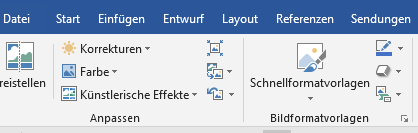 Datei Start Einfügen Entwurf Layout Referenzen Sendungen
Korrekturen
Farbe
reistellen Künstlerische Effekte Schnellformatvorlagen
Anpassen Bildformatvorlagen